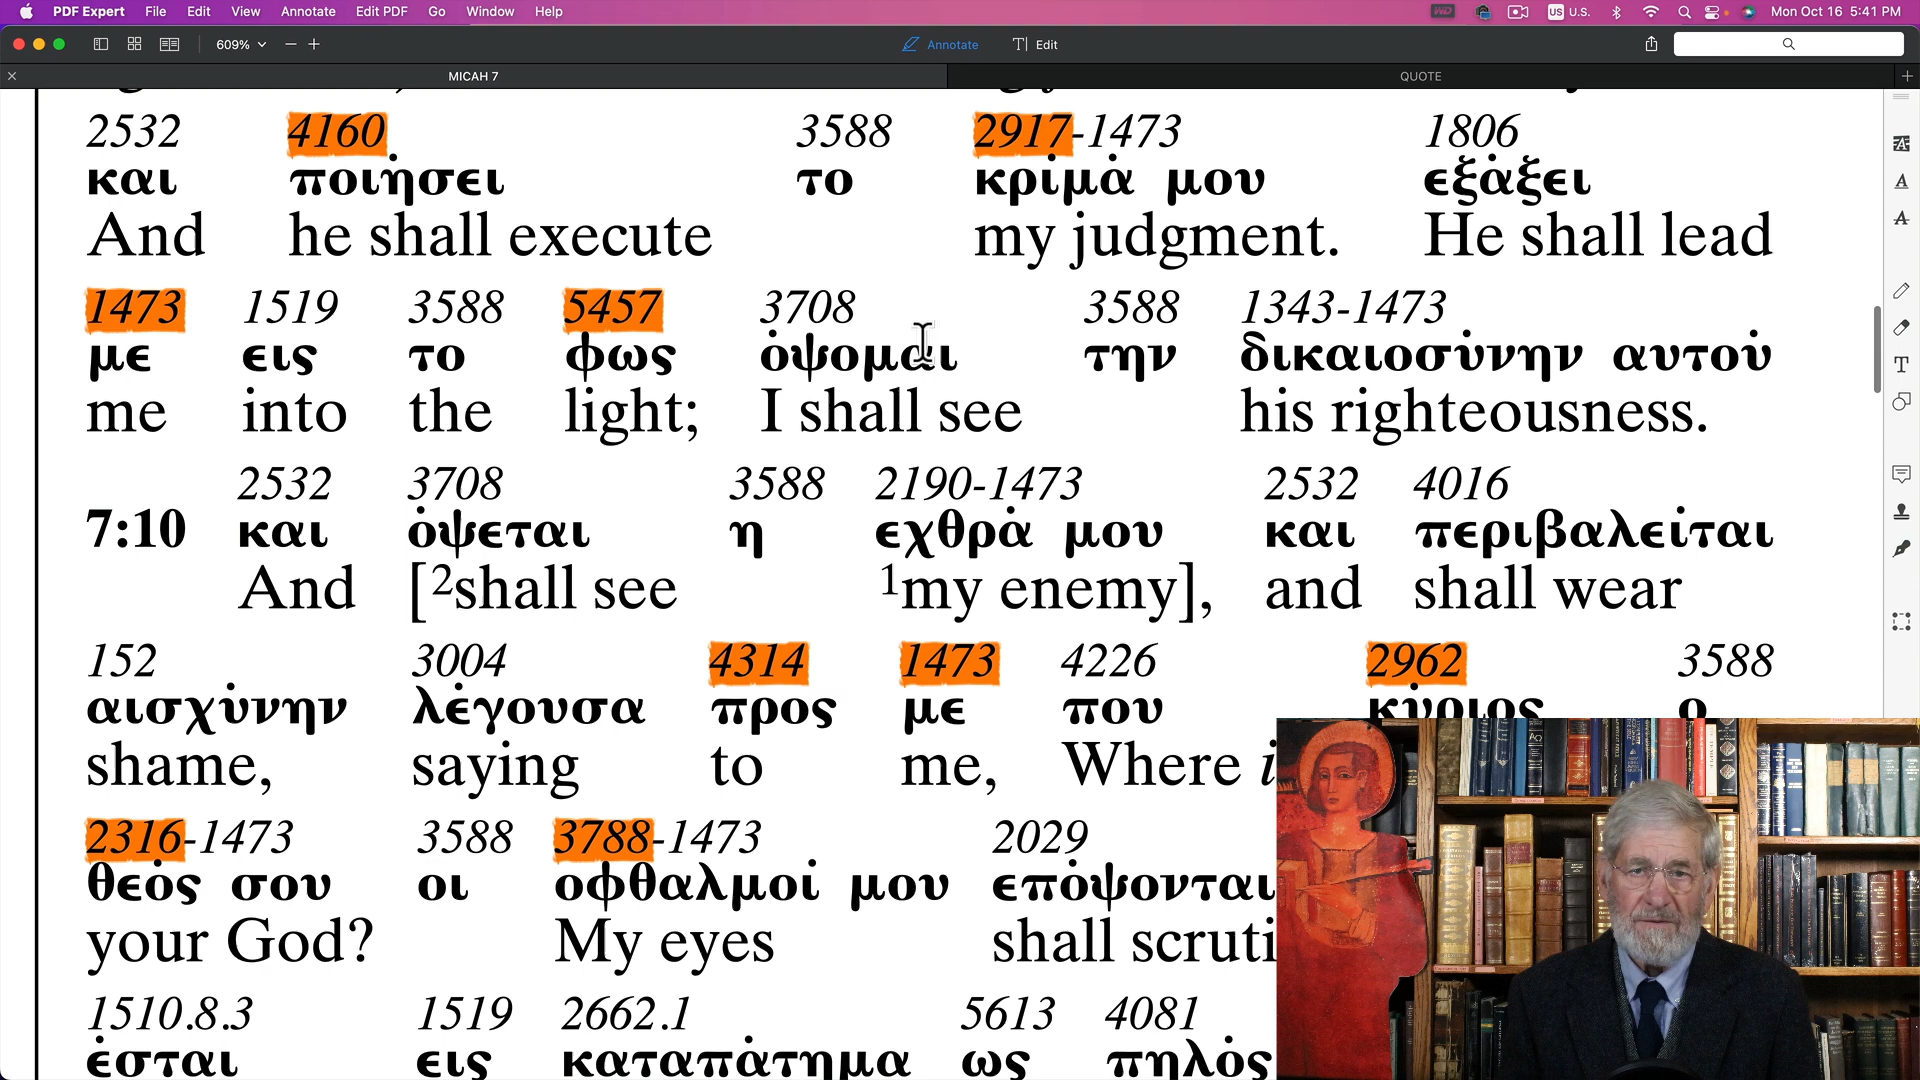 PDF Expert File Edit View Annotate Edit PDF Go Window Help U.S. Mon Oct 16 5:41 PM
609% Annotate Edit
MICAH 7 QUOTE
2532 4160 3588 2917-1473 1806
και ποιήσει το κρίμά μου εξάξει
And he shall execute my judgment. He shall lead
1473 1519 3588 5457 3708 3588 1343-1473
με εις το φως όψομαι την δικαιοσύνην αυτού
me into the light; I shall see his righteousness.
2532 3708 3588 2190-1473 2532 4016
7:10 και όψεται η εχθρά μου και περιβαλείται
And [2shall see 1my enemy], and shall wear
152 3004 4314 1473 4226 2962 3588
αισχύνην λέγουσα προς με που κύριος ο
shame, saying to me, Where
2316-1473 3588 3788-1473 2029
θεός σου οι οφθαλμοί μου επόψονται
your God? My eyes shall
1510.8.3 1519 2662.1 5613 4081
έσται εις καταπάτημα ως πηλός